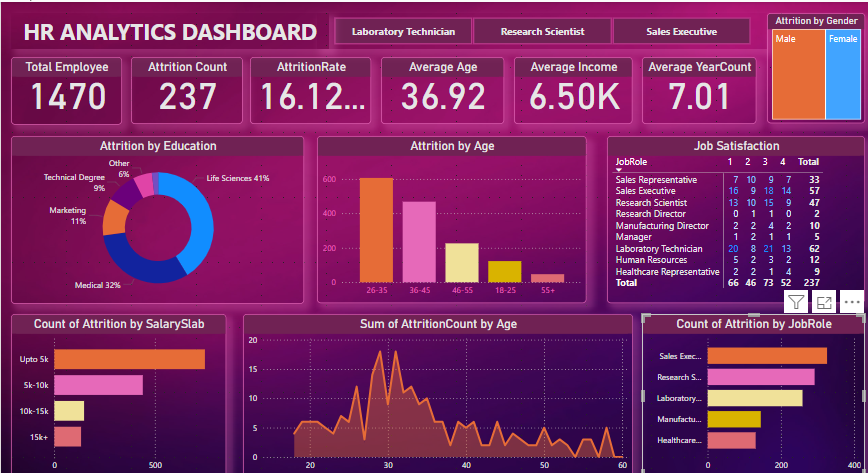 HR ANALYTICS DASHBOARD
Laboratory Technician
Research Scientist
Sales Executive
Attrition by Gender
Male
Female
Total Employee
1470
Attrition Count
237
AttritionRate
16.12...
Average Age
36.92
Average Income
6.50K
Average YearCount
7.01
Attrition by Education
Other
6%
Technical Degree
9%
Marketing
11%
Medical 32%
Life Sciences 41%
Attrition by Age
600
400
200
0
26-35 36-45 46-55 18-25 55+
Job Satisfaction
JobRole 1 2 3 4 Total
Sales Representative 7 10 9 7 33
Sales Executive 16 9 18 14 57
Research Scientist 13 10 15 9 47
Research Director 0 1 1 0 2
Manufacturing Director 2 2 4 2 10
Manager 1 2 1 1 5
Laboratory Technician 20 8 21 13 62
Human Resources 5 2 3 2 12
Healthcare Representative 2 2 1 4 9
Total 66 46 73 52 237
Count of Attrition by SalarySlab
Upto 5k
5k-10k
10k-15k
15k+
0 500
Sum of AttritionCount by Age
20
15
10
5
0
20 30 40 50 60
Count of Attrition by JobRole
Sales Exec...
Research S...
Laboratory...
Manufactu...
Healthcare...
0 200 400